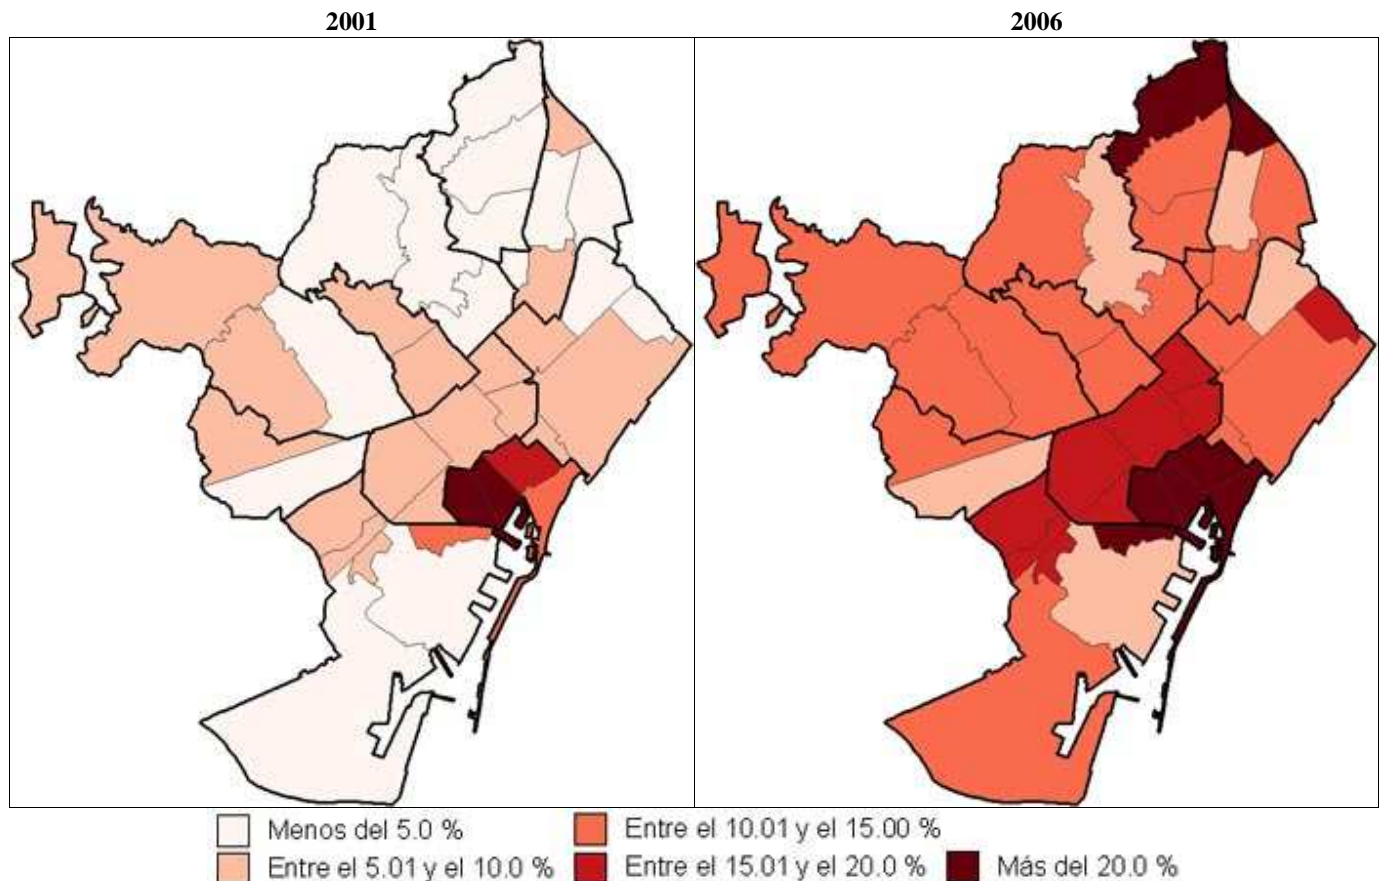 2001 2006
Menos del 5.0 % Entre el 10.01 y el 15.00 %
Entre el 5.01 y el 10.0 % Entre el 15.01 y el 20.0 % Más del 20.0 %